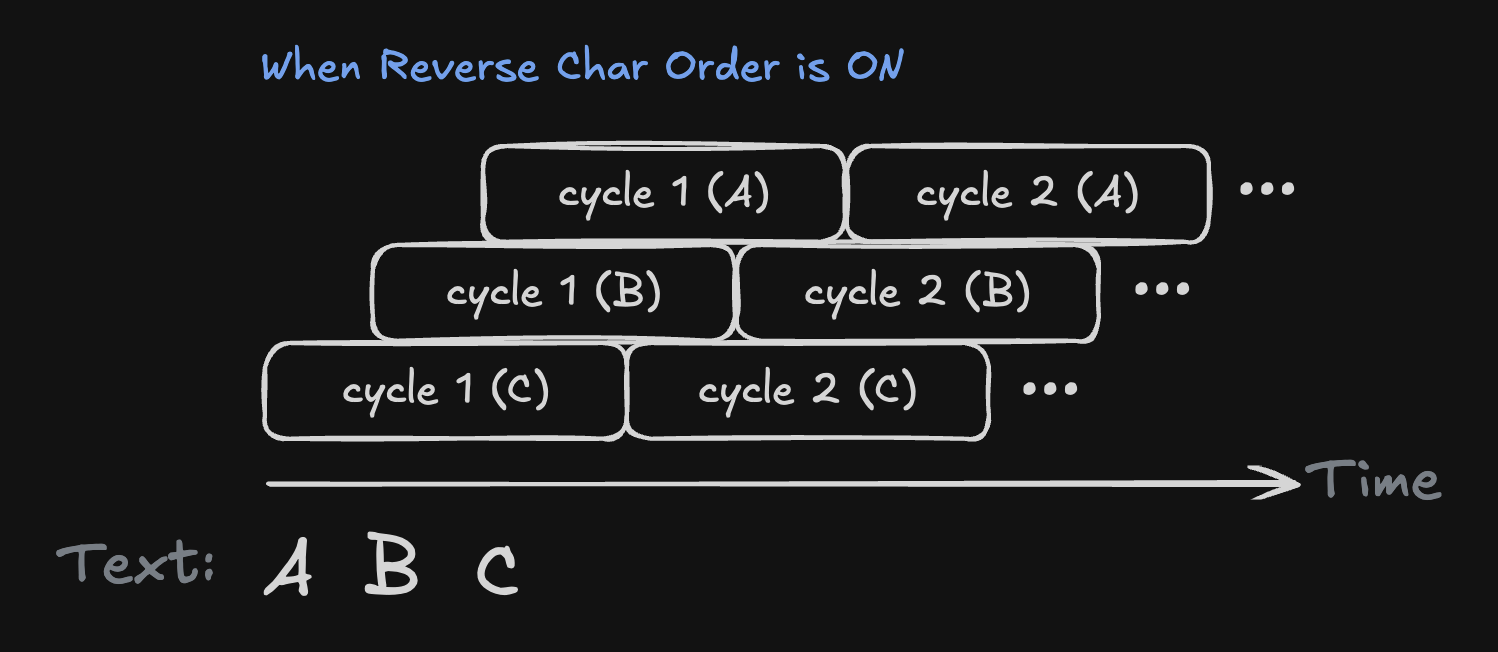 When Reverse Char Order is ON
cycle 1 (A) cycle 2 (A) •••
cycle 1 (B) cycle 2 (B) •••
cycle 1 (C) cycle 2 (C) •••
Time
Text: A B C